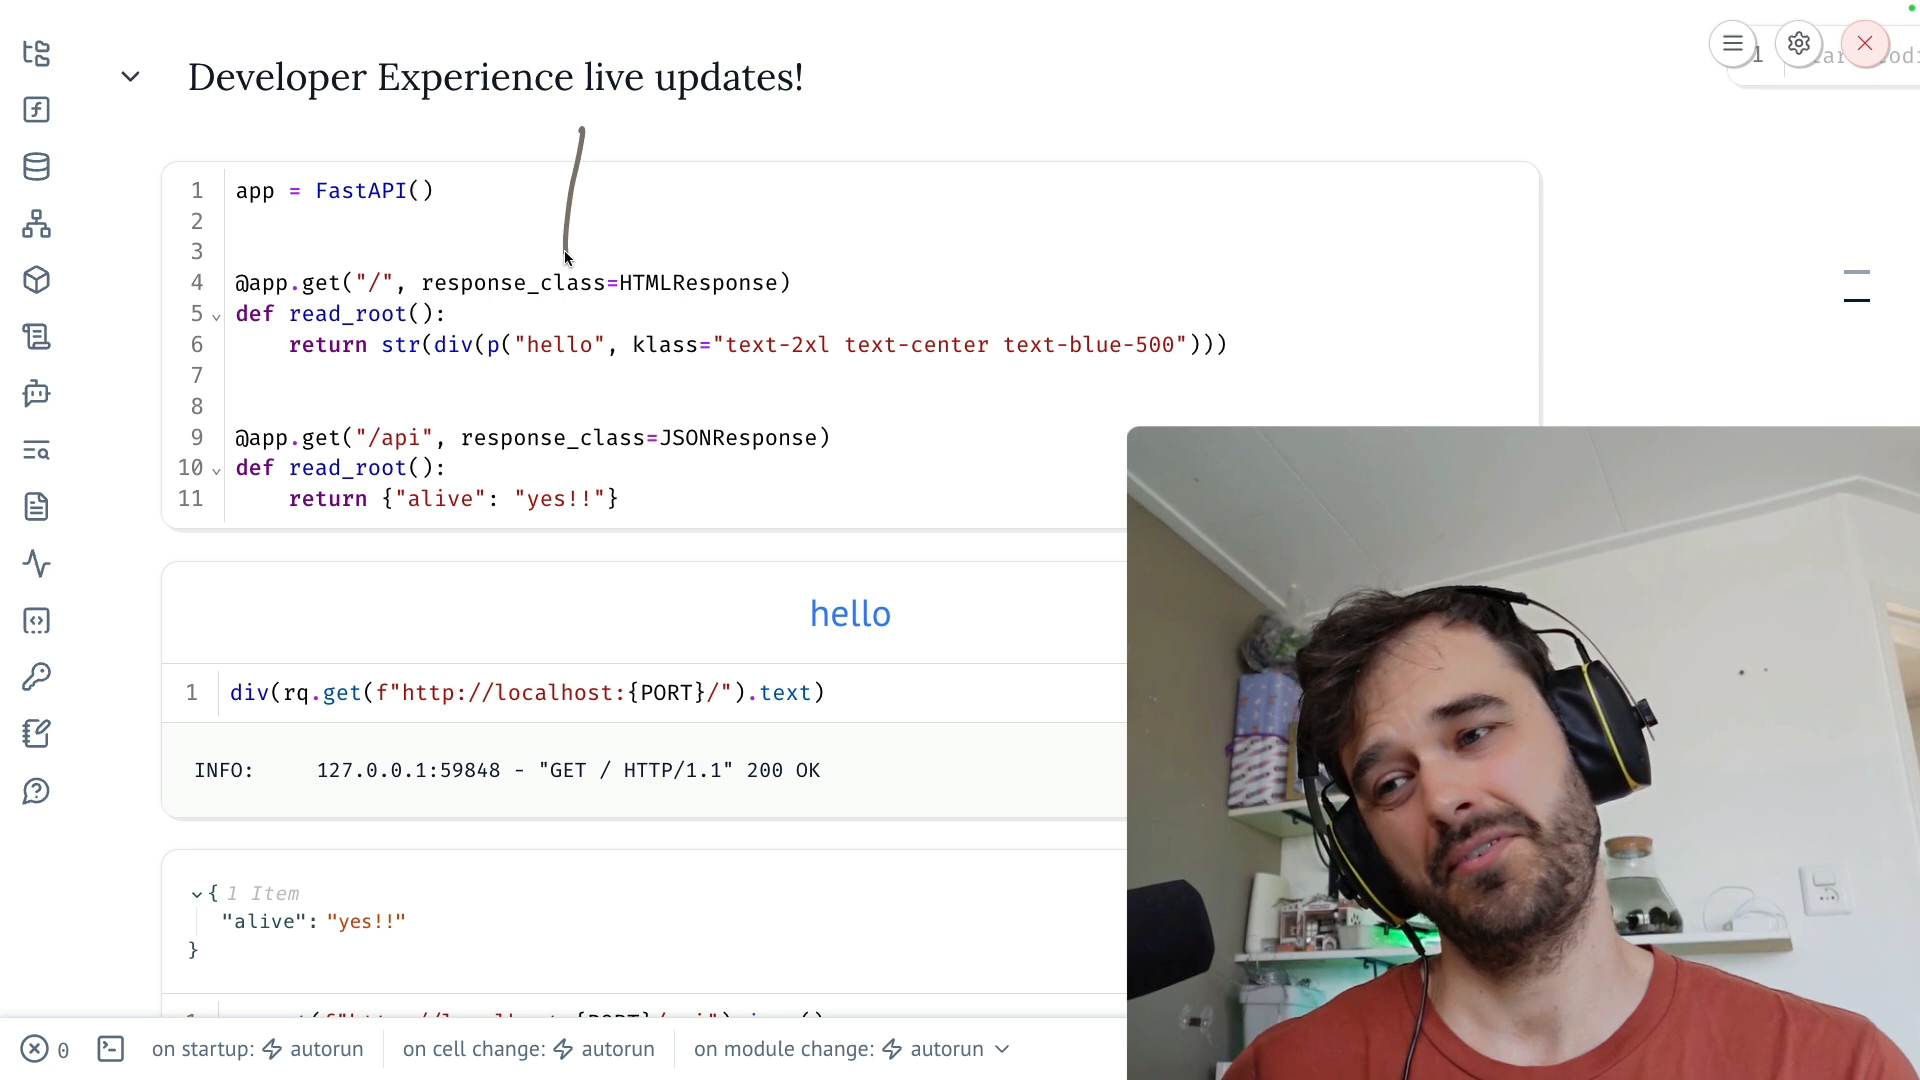 Developer Experience live updates!
1
1 app = FastAPI()
2
3
4 @app.get("/", response_class=HTMLResponse)
5 def read_root():
6     return str(div(p("hello", klass="text-2xl text-center text-blue-500")))
7
8
9 @app.get("/api", response_class=JSONResponse)
10 def read_root():
11     return {"alive": "yes!!"}
hello
1 div(rq.get(f"http://localhost:{PORT}/").text)
INFO:     127.0.0.1:59848 - "GET / HTTP/1.1" 200 OK
{ 1 Item
"alive": "yes!!"
}
0 on startup: autorun on cell change: autorun on module change: autorun